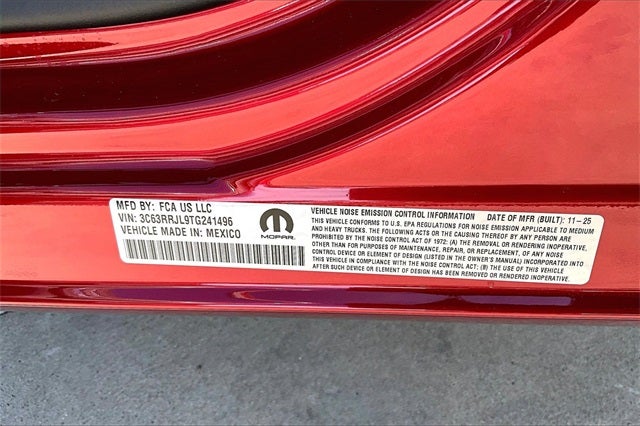 MFD BY: FCA US LLC
VIN: 3C63RRJL9TG241496
VEHICLE MADE IN: MEXICO
MOPAR
VEHICLE NOISE EMISSION CONTROL INFORMATION DATE OF MFR (BUILT): 11-25
THIS VEHICLE CONFORMS TO U.S. EPA REGULATIONS FOR NOISE EMISSION APPLICABLE TO MEDIUM
AND HEAVY TRUCKS. THE FOLLOWING ACTS OR THE CAUSING THEREOF BY ANY PERSON ARE
PROHIBITED BY THE NOISE CONTROL ACT OF 1972: (A) THE REMOVAL OR RENDERING INOPERATIVE,
OTHER THAN FOR PURPOSES OF MAINTENANCE, REPAIR, OR REPLACEMENT, OF ANY NOISE
CONTROL DEVICE OR ELEMENT OF DESIGN (LISTED IN THE OWNER'S MANUAL) INCORPORATED INTO
THIS VEHICLE IN COMPLIANCE WITH THE NOISE CONTROL ACT: (B) THE USE OF THIS VEHICLE
AFTER SUCH DEVICE OR ELEMENT OF DESIGN HAS BEEN REMOVED OR RENDERED INOPERATIVE.